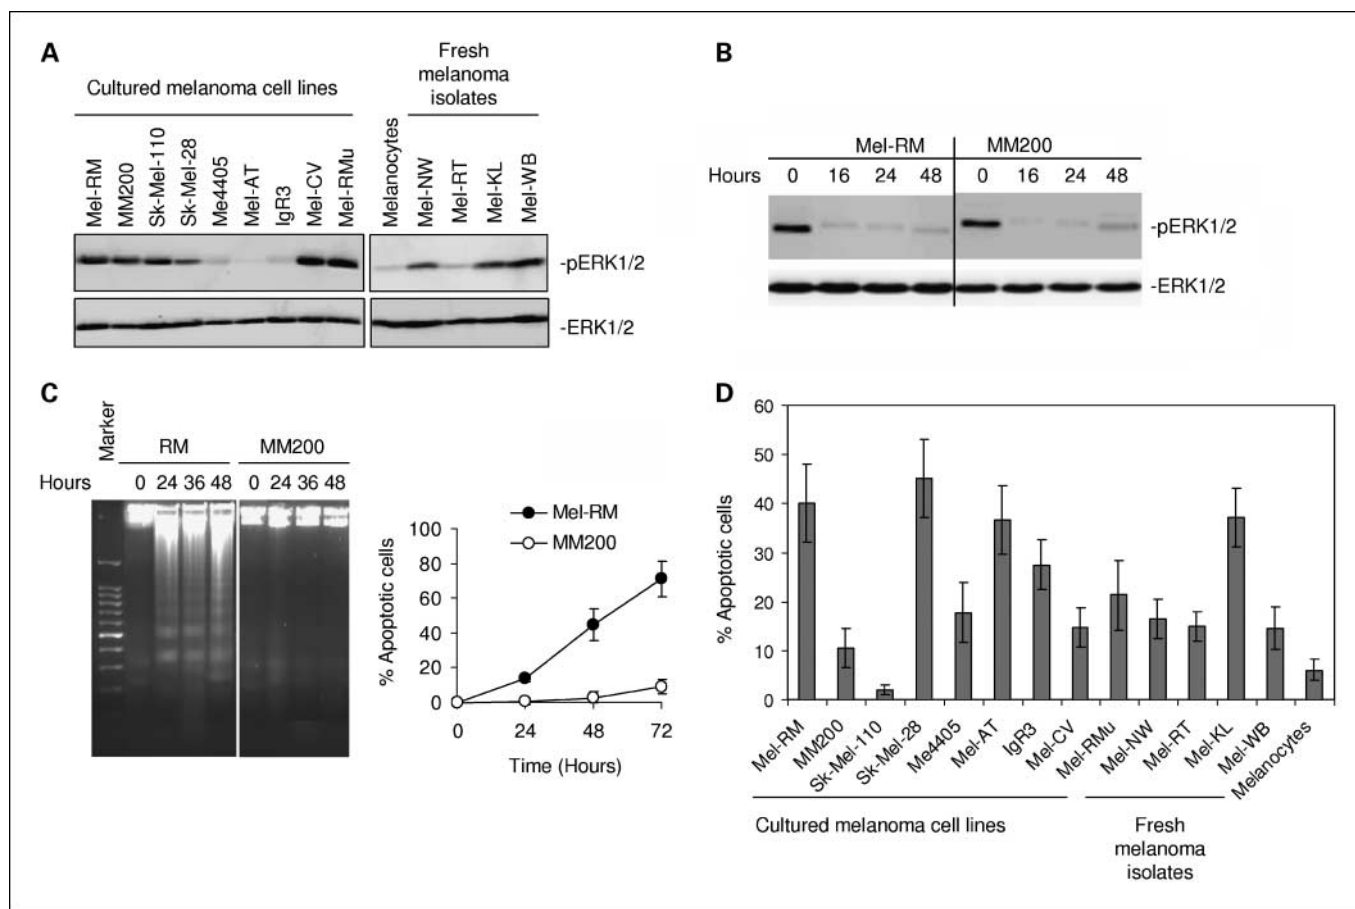 A
Fresh
melanoma
isolates
Cultured melanoma cell lines
Mel-RM
MM200
Sk-Mel-110
Sk-Mel-28
Me4405
Mel-AT
IgR3
Mel-CV
Mel-RMu
Melanocytes
Mel-NW
Mel-RT
Mel-KL
Mel-WB
-pERK1/2
-ERK1/2
B
Mel-RM MM200
Hours 0 16 24 48 0 16 24 48
-pERK1/2
-ERK1/2
C
Marker
RM MM200
Hours 0 24 36 48 0 24 36 48
Mel-RM
MM200
% Apoptotic cells
100
80
60
40
20
0
0 24 48 72
Time (Hours)
D
% Apoptotic cells
60
50
40
30
20
10
0
Mel-RM
MM200
Sk-Mel-110
Sk-Mel-28
Me4405
Mel-AT
IgR3
Mel-CV
Mel-RMu
Mel-NW
Mel-RT
Mel-KL
Mel-WB
Melanocytes
Cultured melanoma cell lines
Fresh
melanoma
isolates